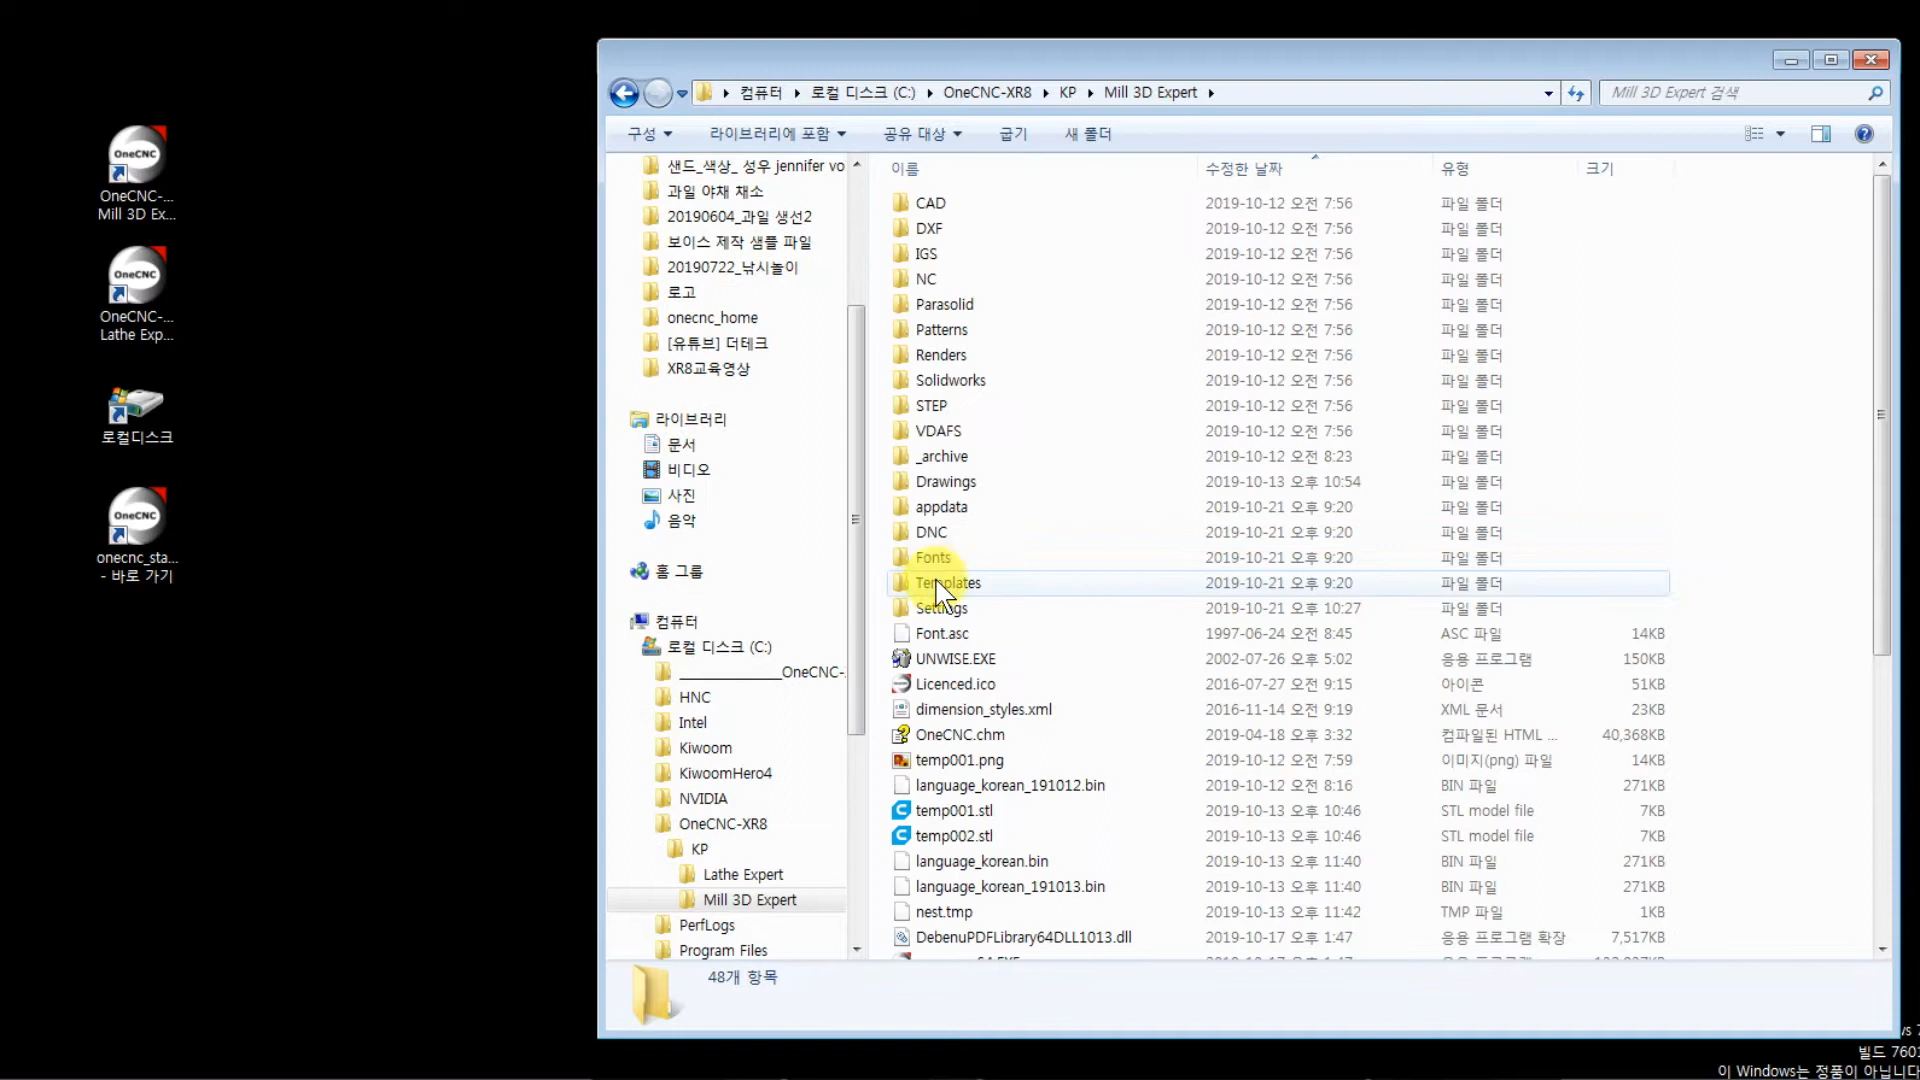 OneCNC
OneCNC-...
Mill 3D Ex...
OneCNC
OneCNC-...
Lathe Exp...
로컬디스크
OneCNC
onecnc_sta...
- 바로 가기
컴퓨터 로컬 디스크 (C:) OneCNC-XR8 KP Mill 3D Expert
Mill 3D Expert 검색
구성 라이브러리에 포함 공유 대상 굽기 새 폴더
샌드_색상_ 성우 jennifer vo
과일 야채 채소
20190604_과일 생선2
보이스 제작 샘플 파일
20190722_낚시놀이
로고
onecnc_home
[유튜브] 더테크
XR8교육영상
라이브러리
문서
비디오
사진
음악
홈 그룹
컴퓨터
로컬 디스크 (C:)
______________OneCNC-
HNC
Intel
Kiwoom
KiwoomHero4
NVIDIA
OneCNC-XR8
KP
Lathe Expert
Mill 3D Expert
PerfLogs
Program Files
이름 수정한 날짜 유형 크기
CAD 2019-10-12 오전 7:56 파일 폴더
DXF 2019-10-12 오전 7:56 파일 폴더
IGS 2019-10-12 오전 7:56 파일 폴더
NC 2019-10-12 오전 7:56 파일 폴더
Parasolid 2019-10-12 오전 7:56 파일 폴더
Patterns 2019-10-12 오전 7:56 파일 폴더
Renders 2019-10-12 오전 7:56 파일 폴더
Solidworks 2019-10-12 오전 7:56 파일 폴더
STEP 2019-10-12 오전 7:56 파일 폴더
VDAFS 2019-10-12 오전 7:56 파일 폴더
_archive 2019-10-12 오전 8:23 파일 폴더
Drawings 2019-10-13 오후 10:54 파일 폴더
appdata 2019-10-21 오후 9:20 파일 폴더
DNC 2019-10-21 오후 9:20 파일 폴더
Fonts 2019-10-21 오후 9:20 파일 폴더
Templates 2019-10-21 오후 9:20 파일 폴더
Settings 2019-10-21 오후 10:27 파일 폴더
Font.asc 1997-06-24 오전 8:45 ASC 파일 14KB
UNWISE.EXE 2002-07-26 오후 5:02 응용 프로그램 150KB
Licenced.ico 2016-07-27 오전 9:15 아이콘 51KB
dimension_styles.xml 2016-11-14 오전 9:19 XML 문서 23KB
OneCNC.chm 2019-04-18 오후 3:32 컴파일된 HTML ... 40,368KB
temp001.png 2019-10-12 오후 7:59 이미지(png) 파일 14KB
language_korean_191012.bin 2019-10-12 오후 8:16 BIN 파일 271KB
temp001.stl 2019-10-13 오후 10:46 STL model file 7KB
temp002.stl 2019-10-13 오후 10:46 STL model file 7KB
language_korean.bin 2019-10-13 오후 11:40 BIN 파일 271KB
language_korean_191013.bin 2019-10-13 오후 11:40 BIN 파일 271KB
nest.tmp 2019-10-13 오후 11:42 TMP 파일 1KB
DebenuPDFLibrary64DLL1013.dll 2019-10-17 오후 1:47 응용 프로그램 확장 7,517KB
48개 항목
빌드 7601
이 Windows는 정품이 아닙니다